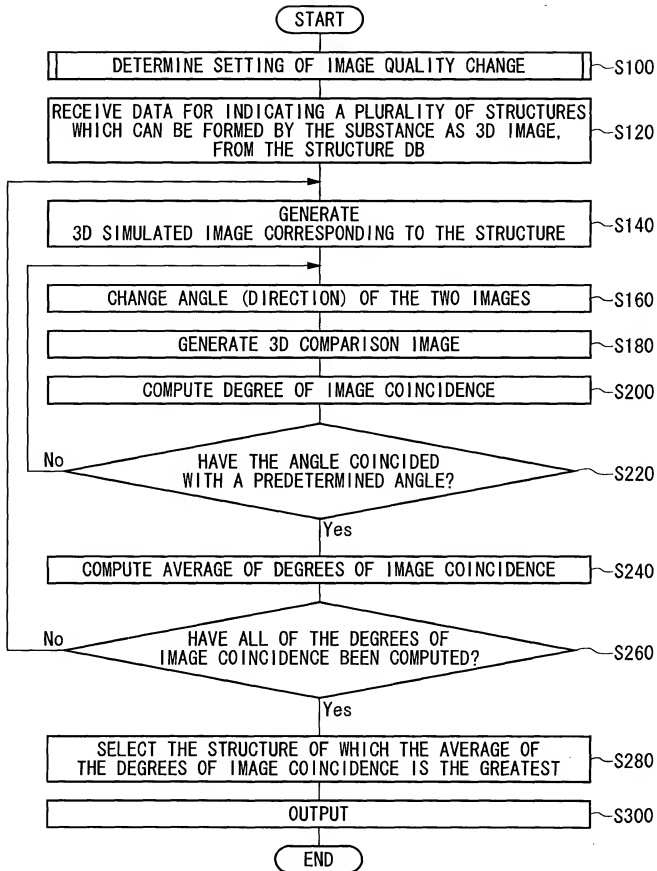 START
DETERMINE SETTING OF IMAGE QUALITY CHANGE
S100
RECEIVE DATA FOR INDICATING A PLURALITY OF STRUCTURES
WHICH CAN BE FORMED BY THE SUBSTANCE AS 3D IMAGE,
FROM THE STRUCTURE DB
S120
GENERATE
3D SIMULATED IMAGE CORRESPONDING TO THE STRUCTURE
S140
CHANGE ANGLE (DIRECTION) OF THE TWO IMAGES
S160
GENERATE 3D COMPARISON IMAGE
S180
COMPUTE DEGREE OF IMAGE COINCIDENCE
S200
No
HAVE THE ANGLE COINCIDED
WITH A PREDETERMINED ANGLE?
S220
Yes
COMPUTE AVERAGE OF DEGREES OF IMAGE COINCIDENCE
S240
No
HAVE ALL OF THE DEGREES OF
IMAGE COINCIDENCE BEEN COMPUTED?
S260
Yes
SELECT THE STRUCTURE OF WHICH THE AVERAGE OF
THE DEGREES OF IMAGE COINCIDENCE IS THE GREATEST
S280
OUTPUT
S300
END